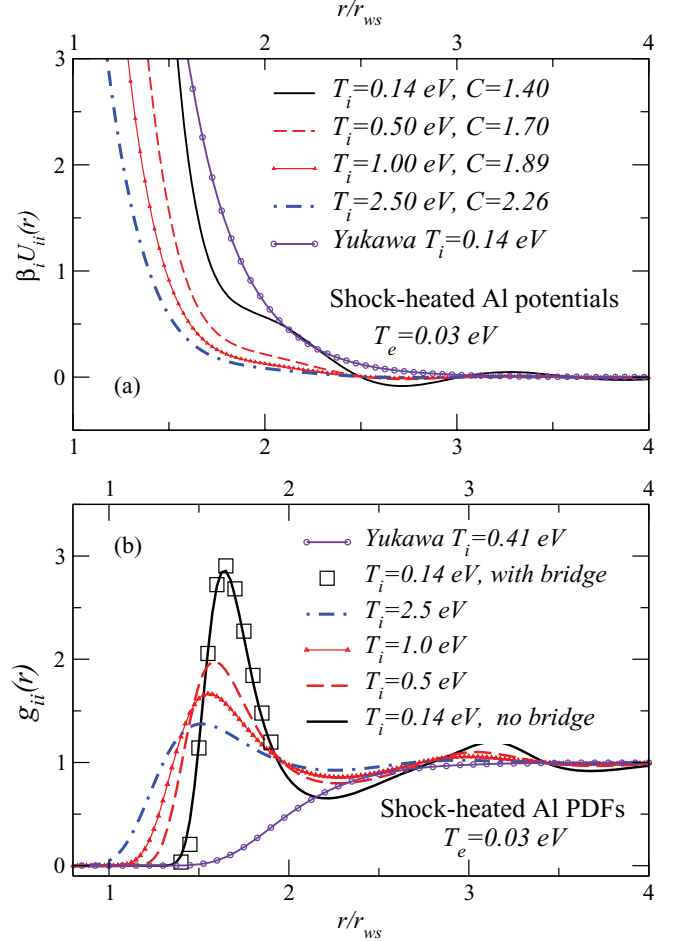 r/r_ws
1 2 3 4
3
2
1
0
β_i U_ii(r)
T_i=0.14 eV, C=1.40
T_i=0.50 eV, C=1.70
T_i=1.00 eV, C=1.89
T_i=2.50 eV, C=2.26
Yukawa T_i=0.14 eV
Shock-heated Al potentials
T_e=0.03 eV
(a)
1 2 3 4
1 2 3 4
(b)
3
2
1
0
g_ii(r)
Yukawa T_i=0.41 eV
T_i=0.14 eV, with bridge
T_i=2.5 eV
T_i=1.0 eV
T_i=0.5 eV
T_i=0.14 eV, no bridge
Shock-heated Al PDFs
T_e=0.03 eV
1 2 3 4
r/r_ws